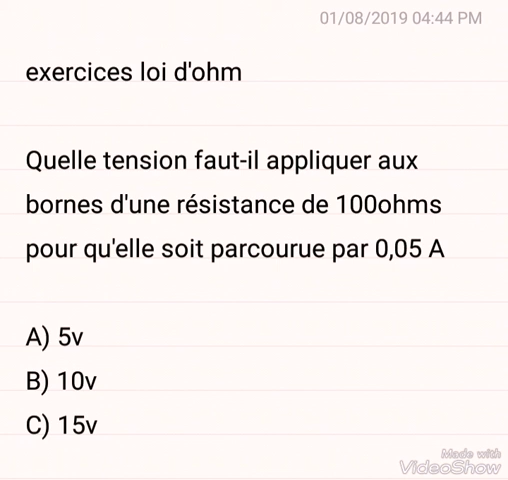 01/08/2019 04:44 PM
exercices loi d'ohm
Quelle tension faut-il appliquer aux
bornes d'une résistance de 100ohms
pour qu'elle soit parcourue par 0,05 A
A) 5v
B) 10v
C) 15v
Made with
VideoShow